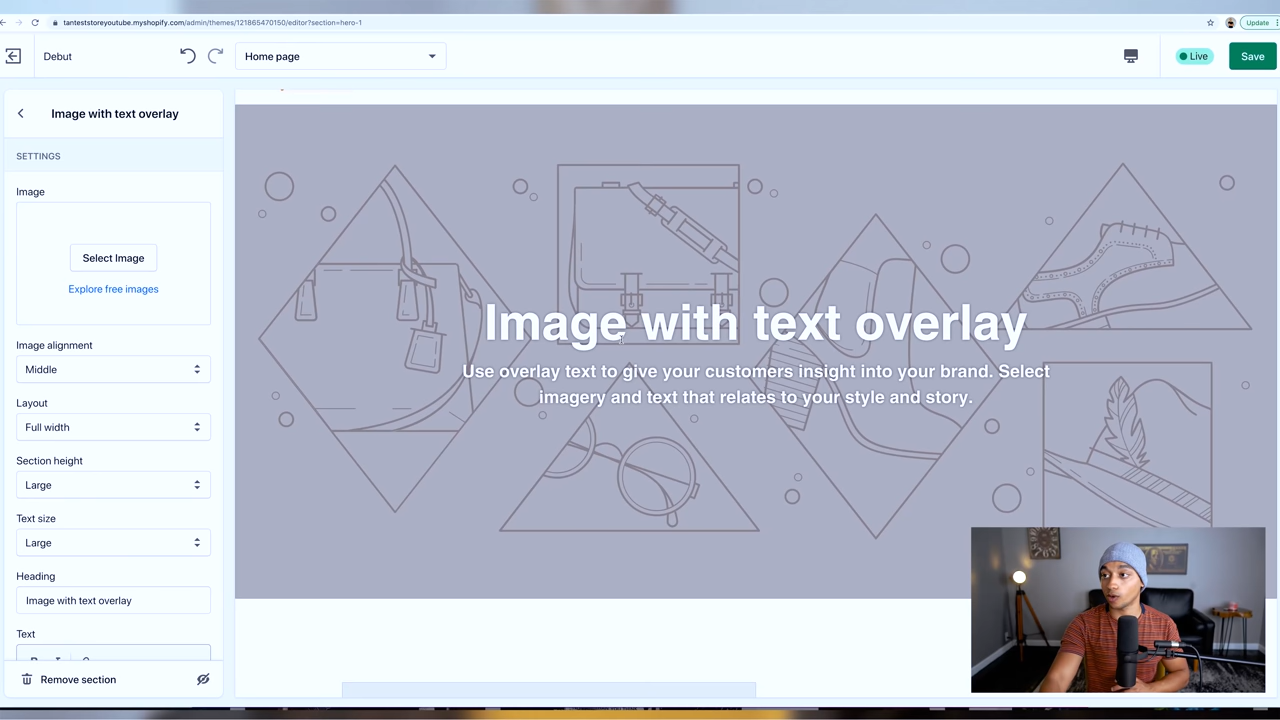 tanteststoreyoutube.myshopify.com/admin/themes/121865470150/editor?section=hero-1
Update
Debut
Home page
Live
Save
Image with text overlay
SETTINGS
Image
Select Image
Explore free images
Image alignment
Middle
Layout
Full width
Section height
Large
Text size
Large
Heading
Image with text overlay
Text
Remove section
Image with text overlay
Use overlay text to give your customers insight into your brand. Select
imagery and text that relates to your style and story.